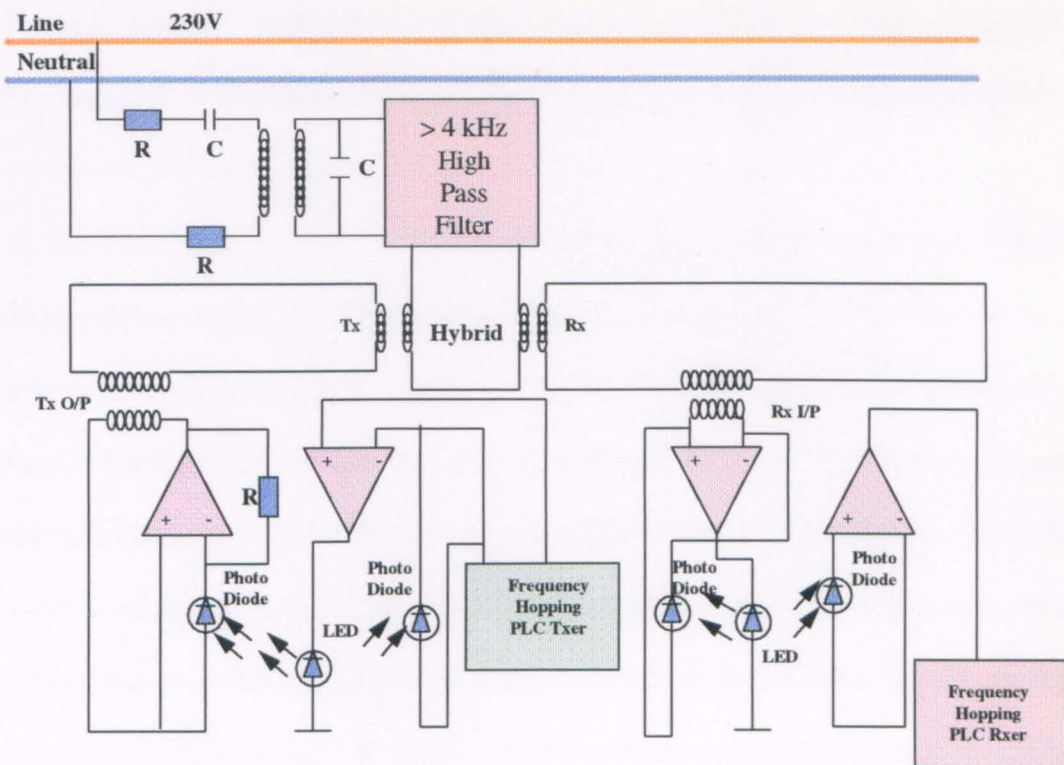 Line 230V
Neutral
R C
C
R
> 4 kHz
High
Pass
Filter
Tx Hybrid Rx
Tx O/P
Rx I/P
+ -
R
+ -
+ -
+ -
Photo
Diode
LED
Photo
Diode
Frequency
Hopping
PLC Txer
Photo
Diode
LED
Photo
Diode
Frequency
Hopping
PLC Rxer